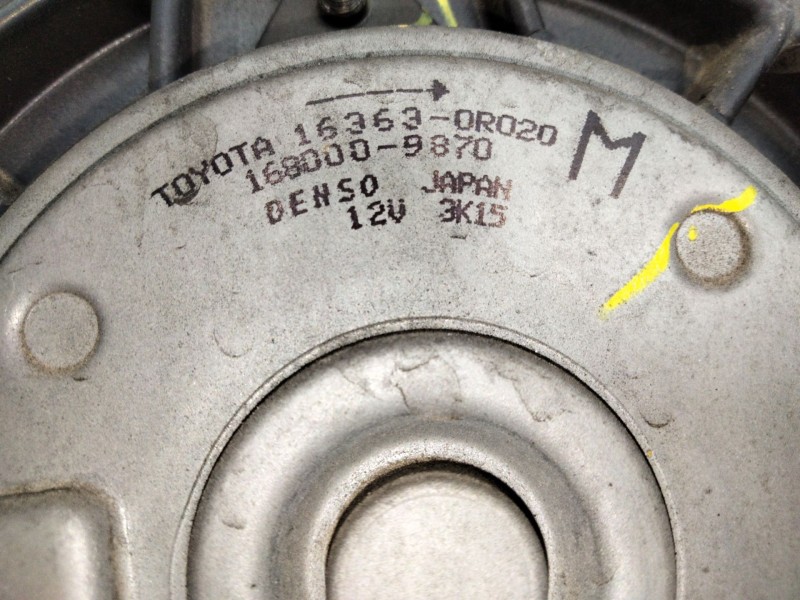 TOYOTA 16363-0R020
168000-9870
DENSO JAPAN
12V 3K15
M